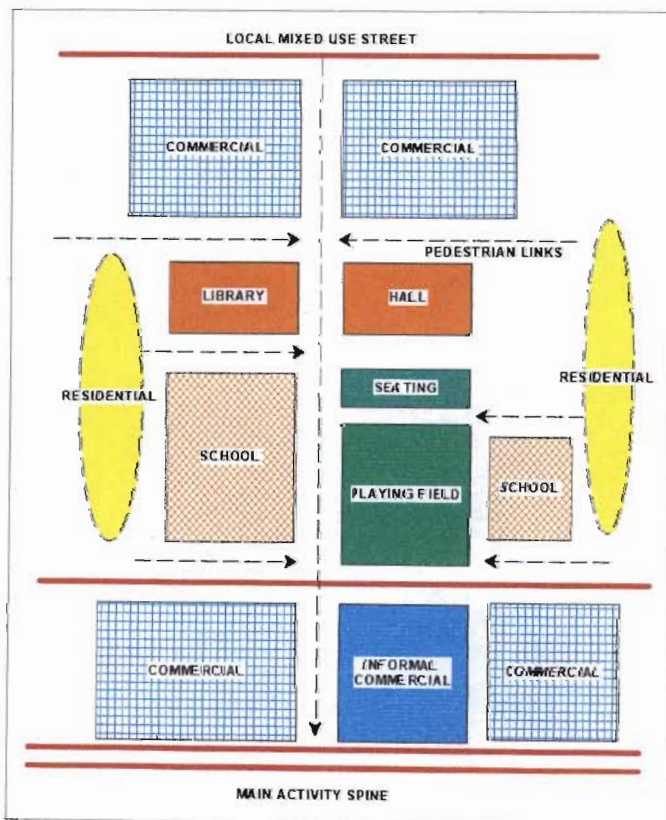 LOCAL MIXED USE STREET
COMMERCIAL
COMMERCIAL
PEDESTRIAN LINKS
LIBRARY
HALL
RESIDENTIAL
SEATING
RESIDENTIAL
SCHOOL
PLAYING FIELD
SCHOOL
COMMERCIAL
INFORMAL
COMMERCIAL
COMMERCIAL
MAIN ACTIVITY SPINE